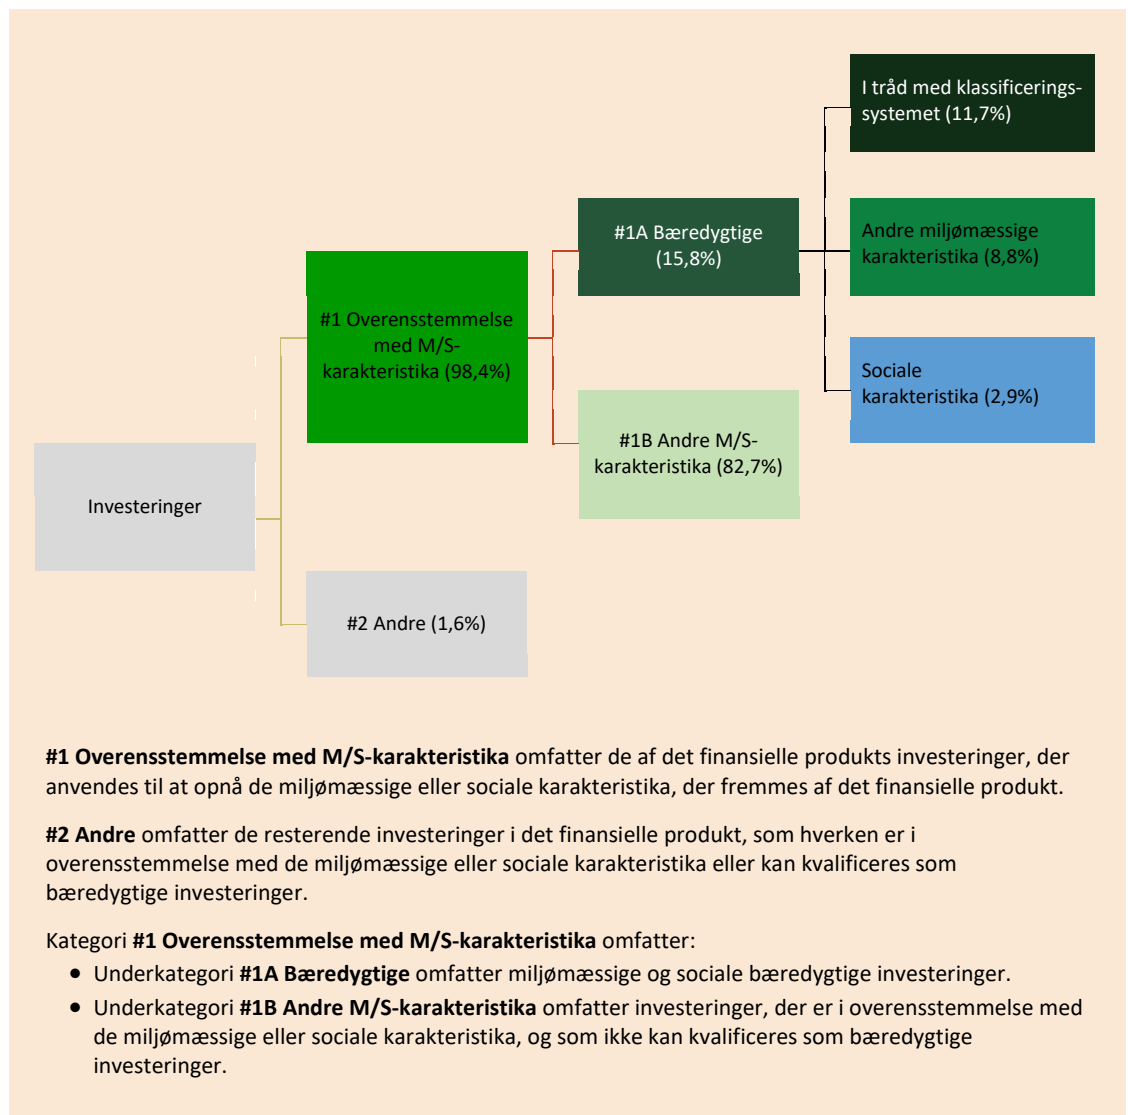 I tråd med klassificerings-
systemet (11,7%)
#1A Bæredygtige
(15,8%)
Andre miljømæssige
karakteristika (8,8%)
#1 Overensstemmelse
med M/S-
karakteristika (98,4%)
Sociale
karakteristika (2,9%)
#1B Andre M/S-
karakteristika (82,7%)
Investeringer
#2 Andre (1,6%)
#1 Overensstemmelse med M/S-karakteristika omfatter de af det finansielle produkts investeringer, der
anvendes til at opnå de miljømæssige eller sociale karakteristika, der fremmes af det finansielle produkt.
#2 Andre omfatter de resterende investeringer i det finansielle produkt, som hverken er i
overensstemmelse med de miljømæssige eller sociale karakteristika eller kan kvalificeres som
bæredygtige investeringer.
Kategori #1 Overensstemmelse med M/S-karakteristika omfatter:
• Underkategori #1A Bæredygtige omfatter miljømæssige og sociale bæredygtige investeringer.
• Underkategori #1B Andre M/S-karakteristika omfatter investeringer, der er i overensstemmelse med
de miljømæssige eller sociale karakteristika, og som ikke kan kvalificeres som bæredygtige
investeringer.